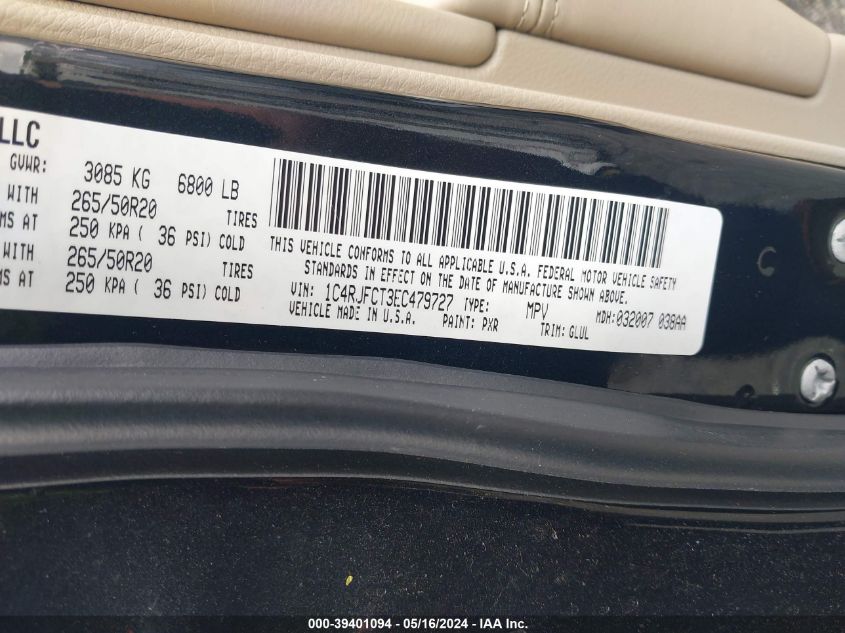 LLC
GVWR: 3085 KG 6800 LB
WITH 265/50R20 TIRES
MS AT 250 KPA ( 36 PSI) COLD
WITH 265/50R20 TIRES
MS AT 250 KPA ( 36 PSI) COLD
THIS VEHICLE CONFORMS TO ALL APPLICABLE U.S.A. FEDERAL MOTOR VEHICLE SAFETY
STANDARDS IN EFFECT ON THE DATE OF MANUFACTURE SHOWN ABOVE.
VIN: 1C4RJFCT3EC479727 TYPE: MPV MDH:032007 038AA
VEHICLE MADE IN U.S.A. PAINT: PXR TRIM: GLUL
000-39401094 - 05/16/2024 - IAA Inc.